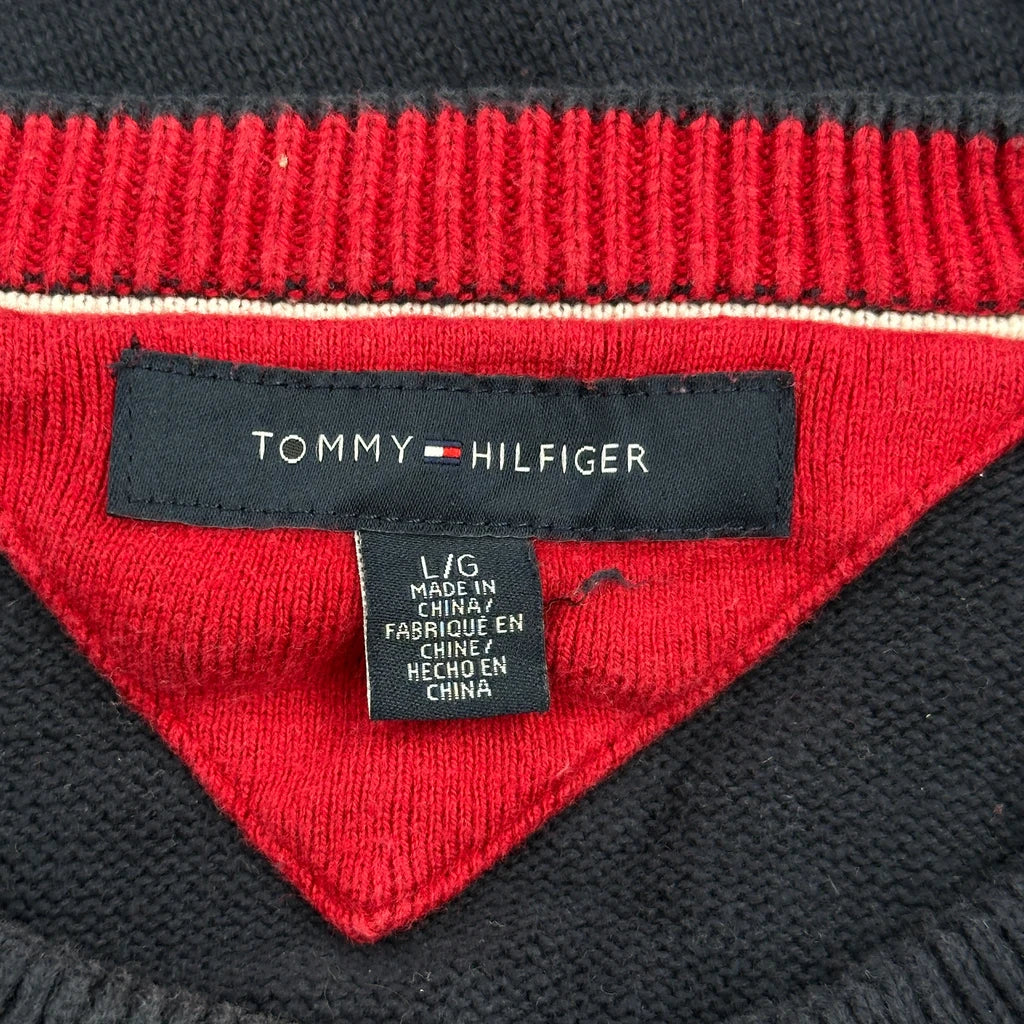 TOMMY HILFIGER
L/G
MADE IN
CHINA/
FABRIQUÉ EN
CHINE/
HECHO EN
CHINA